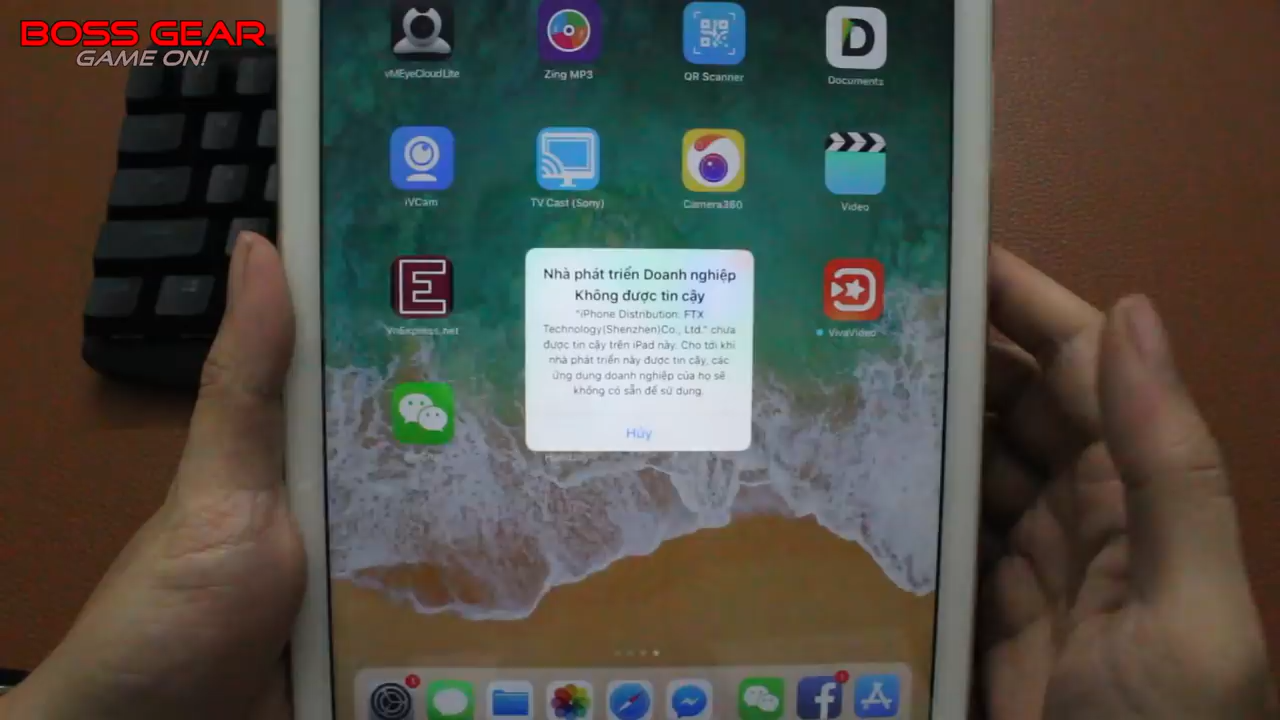 BOSS GEAR
GAME ON!
vMEyeCloudLite
Zing MP3
QR Scanner
Documents
iVCam
TV Cast (Sony)
Camera360
Video
Nhà phát triển Doanh nghiệp
Không được tin cậy
"iPhone Distribution: FTX
Technology(Shenzhen)Co., Ltd." chưa
được tin cậy trên iPad này. Cho tới khi
nhà phát triển này được tin cậy, các
ứng dụng doanh nghiệp của họ sẽ
không có sẵn để sử dụng.
Hủy
VnExpress.net
VivaVideo